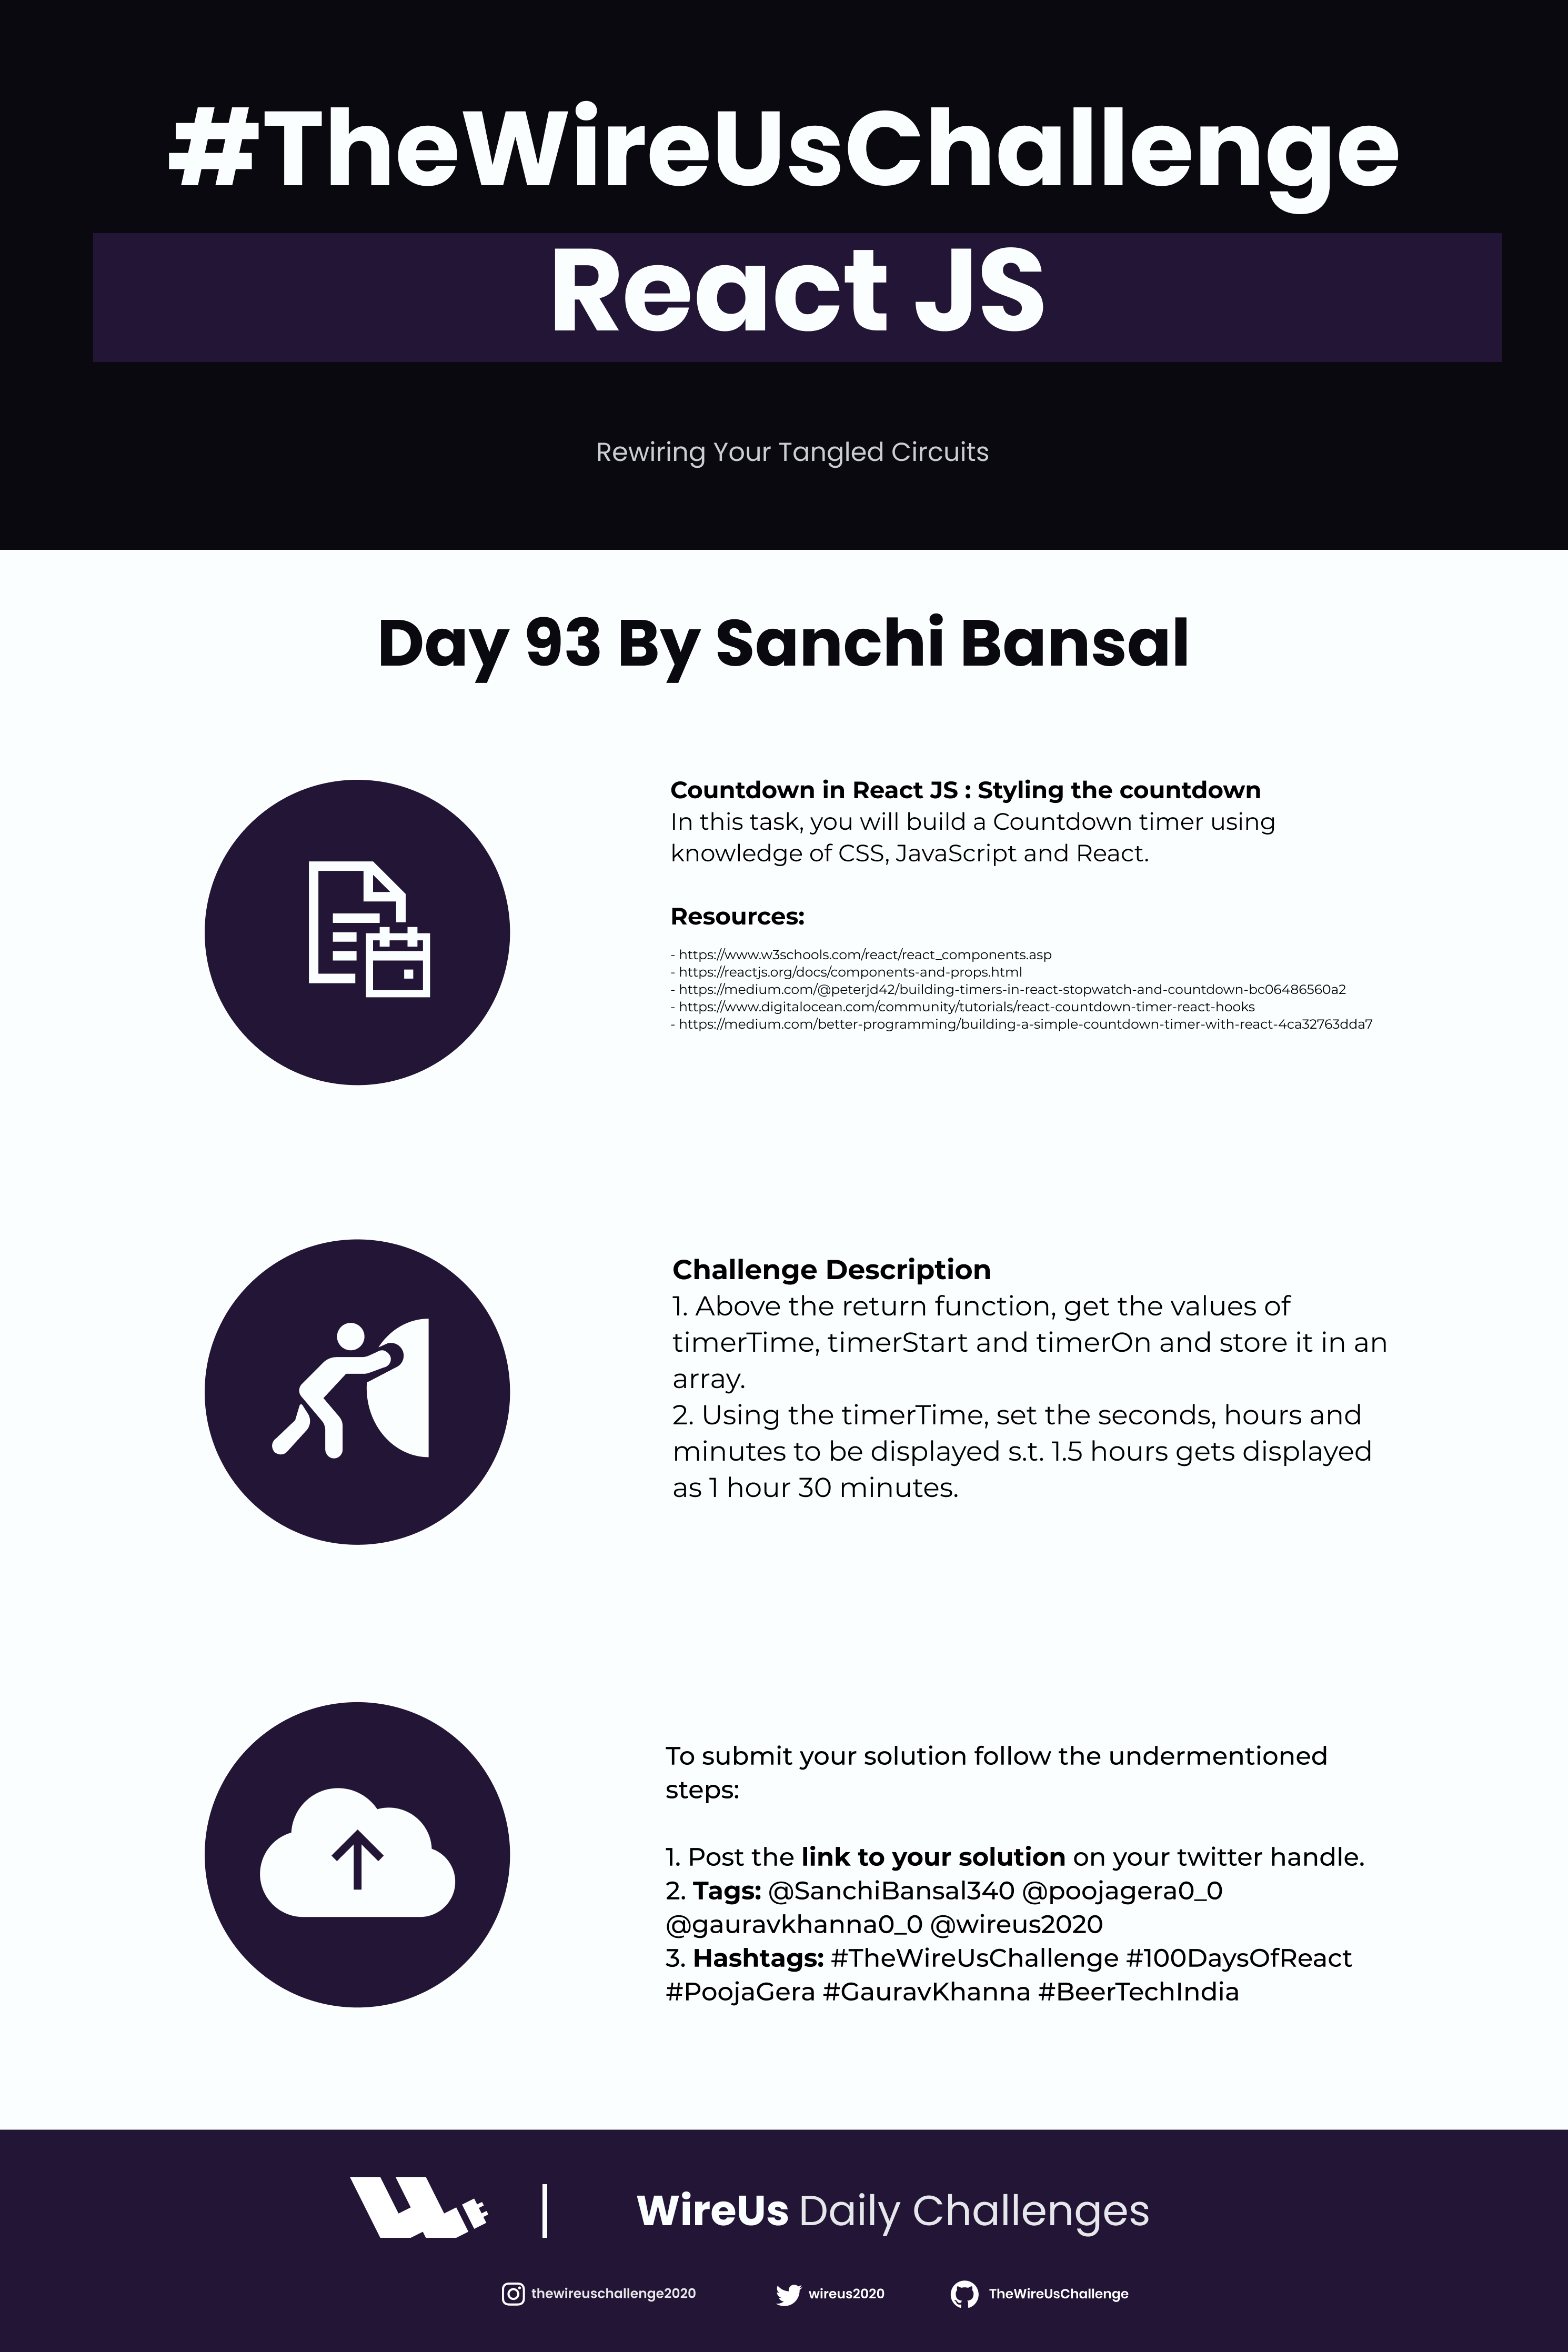 #TheWireUsChallenge
React JS
Rewiring Your Tangled Circuits
Day 93 By Sanchi Bansal
Countdown in React JS : Styling the countdown
In this task, you will build a Countdown timer using
knowledge of CSS, JavaScript and React.
Resources:
- https://www.w3schools.com/react/react_components.asp
- https://reactjs.org/docs/components-and-props.html
- https://medium.com/@peterjd42/building-timers-in-react-stopwatch-and-countdown-bc06486560a2
- https://www.digitalocean.com/community/tutorials/react-countdown-timer-react-hooks
- https://medium.com/better-programming/building-a-simple-countdown-timer-with-react-4ca32763dda7
Challenge Description
1. Above the return function, get the values of
timerTime, timerStart and timerOn and store it in an
array.
2. Using the timerTime, set the seconds, hours and
minutes to be displayed s.t. 1.5 hours gets displayed
as 1 hour 30 minutes.
To submit your solution follow the undermentioned
steps:
1. Post the link to your solution on your twitter handle.
2. Tags: @SanchiBansal340 @poojagera0_0
@gauravkhanna0_0 @wireus2020
3. Hashtags: #TheWireUsChallenge #100DaysOfReact
#PoojaGera #GauravKhanna #BeerTechIndia
WireUs Daily Challenges
thewireuschallenge2020 wireus2020 TheWireUsChallenge